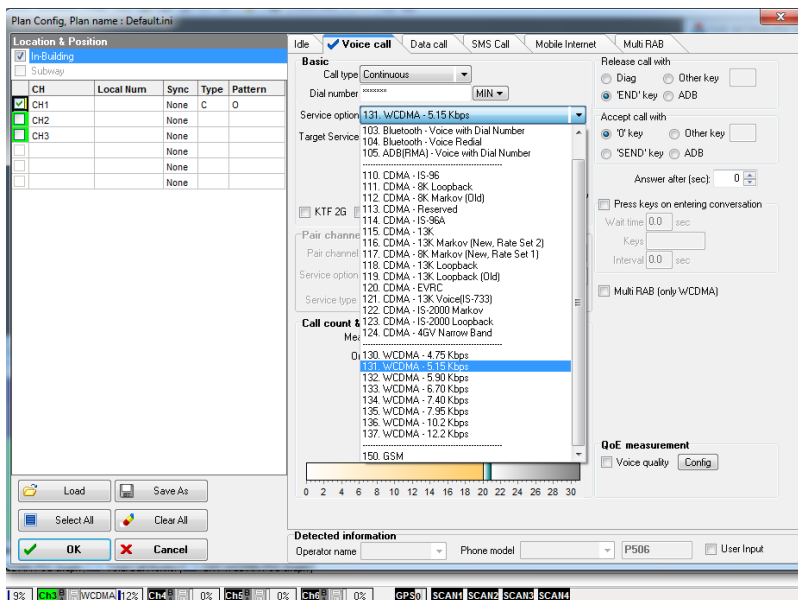 Plan Config, Plan name : Default.ini
Location & Position
In-Building
Subway
CH Local Num Sync Type Pattern
CH1 None C O
CH2 None
CH3 None
None
None
None
Load Save As
Select All Clear All
OK Cancel
Idle Voice call Data call SMS Call Mobile Internet Multi RAB
Basic
Call type Continuous
Dial number ******** MIN
Service option 131. WCDMA - 5.15 Kbps
Target Service
103. Bluetooth - Voice with Dial Number
104. Bluetooth - Voice Redial
105. ADB(RMA) - Voice with Dial Number
110. CDMA - IS-96
111. CDMA - 8K Loopback
112. CDMA - 8K Markov (Old)
113. CDMA - Reserved
114. CDMA - IS-96A
115. CDMA - 13K
116. CDMA - 13K Markov (New, Rate Set 2)
117. CDMA - 8K Markov (New, Rate Set 1)
118. CDMA - 13K Loopback
119. CDMA - 13K Loopback (Old)
120. CDMA - EVRC
121. CDMA - 13K Voice(IS-733)
122. CDMA - IS-2000 Markov
123. CDMA - IS-2000 Loopback
124. CDMA - 4GV Narrow Band
130. WCDMA - 4.75 Kbps
131. WCDMA - 5.15 Kbps
132. WCDMA - 5.90 Kbps
133. WCDMA - 6.70 Kbps
134. WCDMA - 7.40 Kbps
135. WCDMA - 7.95 Kbps
136. WCDMA - 10.2 Kbps
137. WCDMA - 12.2 Kbps
150. GSM
KTF 2G
Pair channe
Pair channel
Service option
Service type
Call count &
Mea
0 2 4 6 8 10 12 14 16 18 20 22 24 26 28 30
Release call with
Diag Other key
'END' key ADB
Accept call with
'0' key Other key
'SEND' key ADB
Answer after (sec): 0
Press keys on entering conversation
Wait time 0.0 sec
Keys
Interval 0.0 sec
Multi RAB (only WCDMA)
QoE measurement
Voice quality Config
Detected information
Operator name Phone model P506 User Input
9% Ch3 WCDMA 12% Ch4 0% Ch5 0% Ch6 0% GPS0 SCAN1 SCAN2 SCAN3 SCAN4